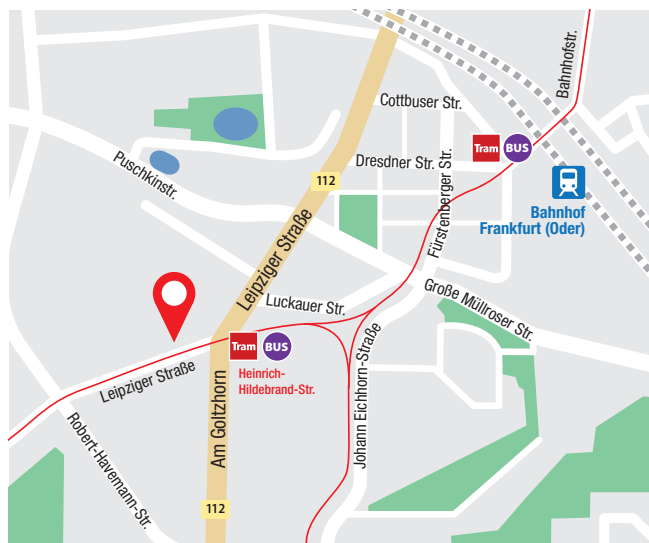 Bahnhofstr.
Cottbuser Str.
Tram
BUS
Dresdner Str.
Puschkinstr.
112
Fürstenberger Str.
Bahnhof
Frankfurt (Oder)
Leipziger Straße
Luckauer Str.
Große Müllroser Str.
Tram
BUS
Heinrich-
Hildebrand-Str.
Leipziger Straße
Am Goltzhorn
Johann Eichhorn-Straße
Robert-Havemann-Str.
112